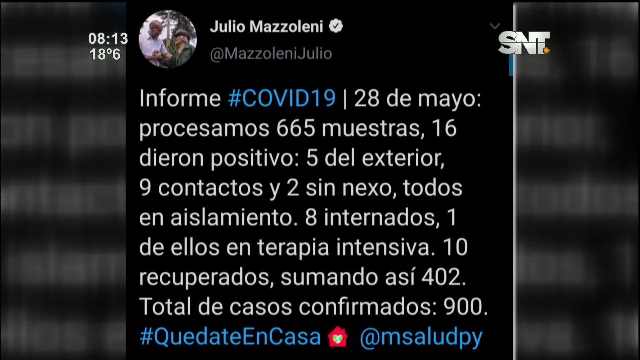 08:13
18°6
SNT
Julio Mazzoleni
@MazzoleniJulio
Informe #COVID19 | 28 de mayo:
procesamos 665 muestras, 16
dieron positivo: 5 del exterior,
9 contactos y 2 sin nexo, todos
en aislamiento. 8 internados, 1
de ellos en terapia intensiva. 10
recuperados, sumando así 402.
Total de casos confirmados: 900.
#QuedateEnCasa @msaludpy